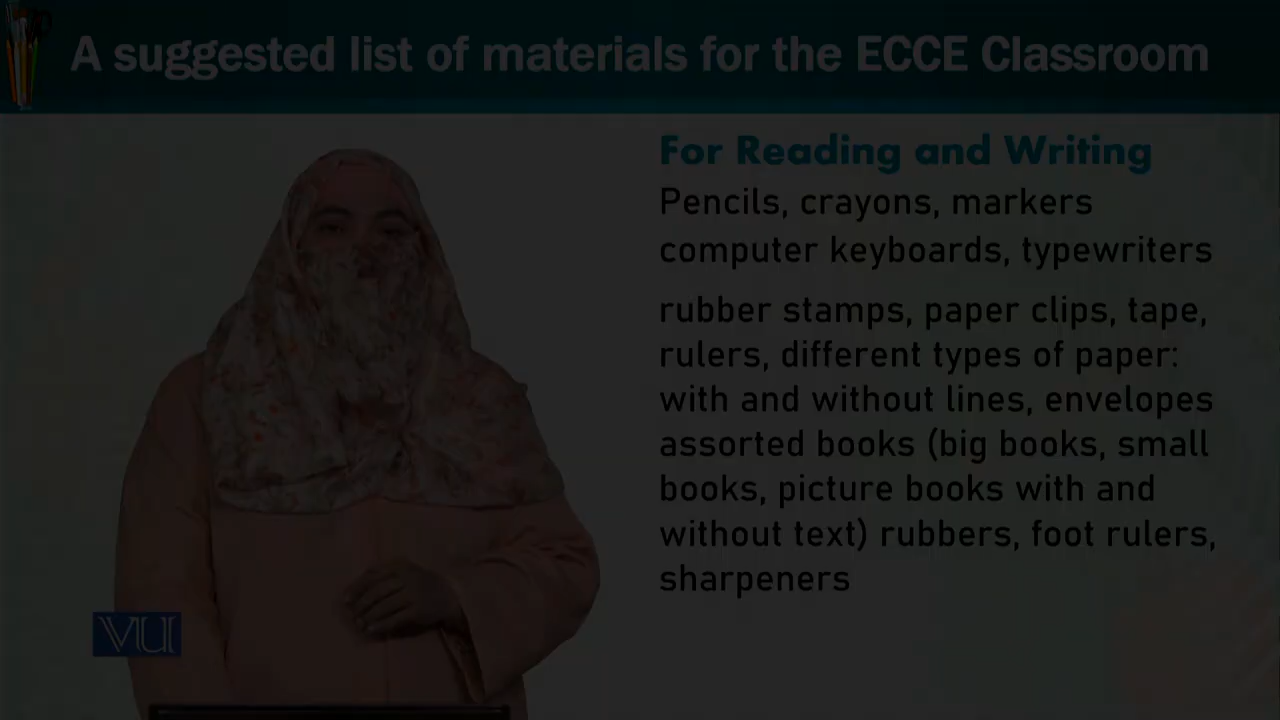 A suggested list of materials for the ECCE Classroom
For Reading and Writing
Pencils, crayons, markers
computer keyboards, typewriters
rubber stamps, paper clips, tape,
rulers, different types of paper:
with and without lines, envelopes
assorted books (big books, small
books, picture books with and
without text) rubbers, foot rulers,
sharpeners
VU